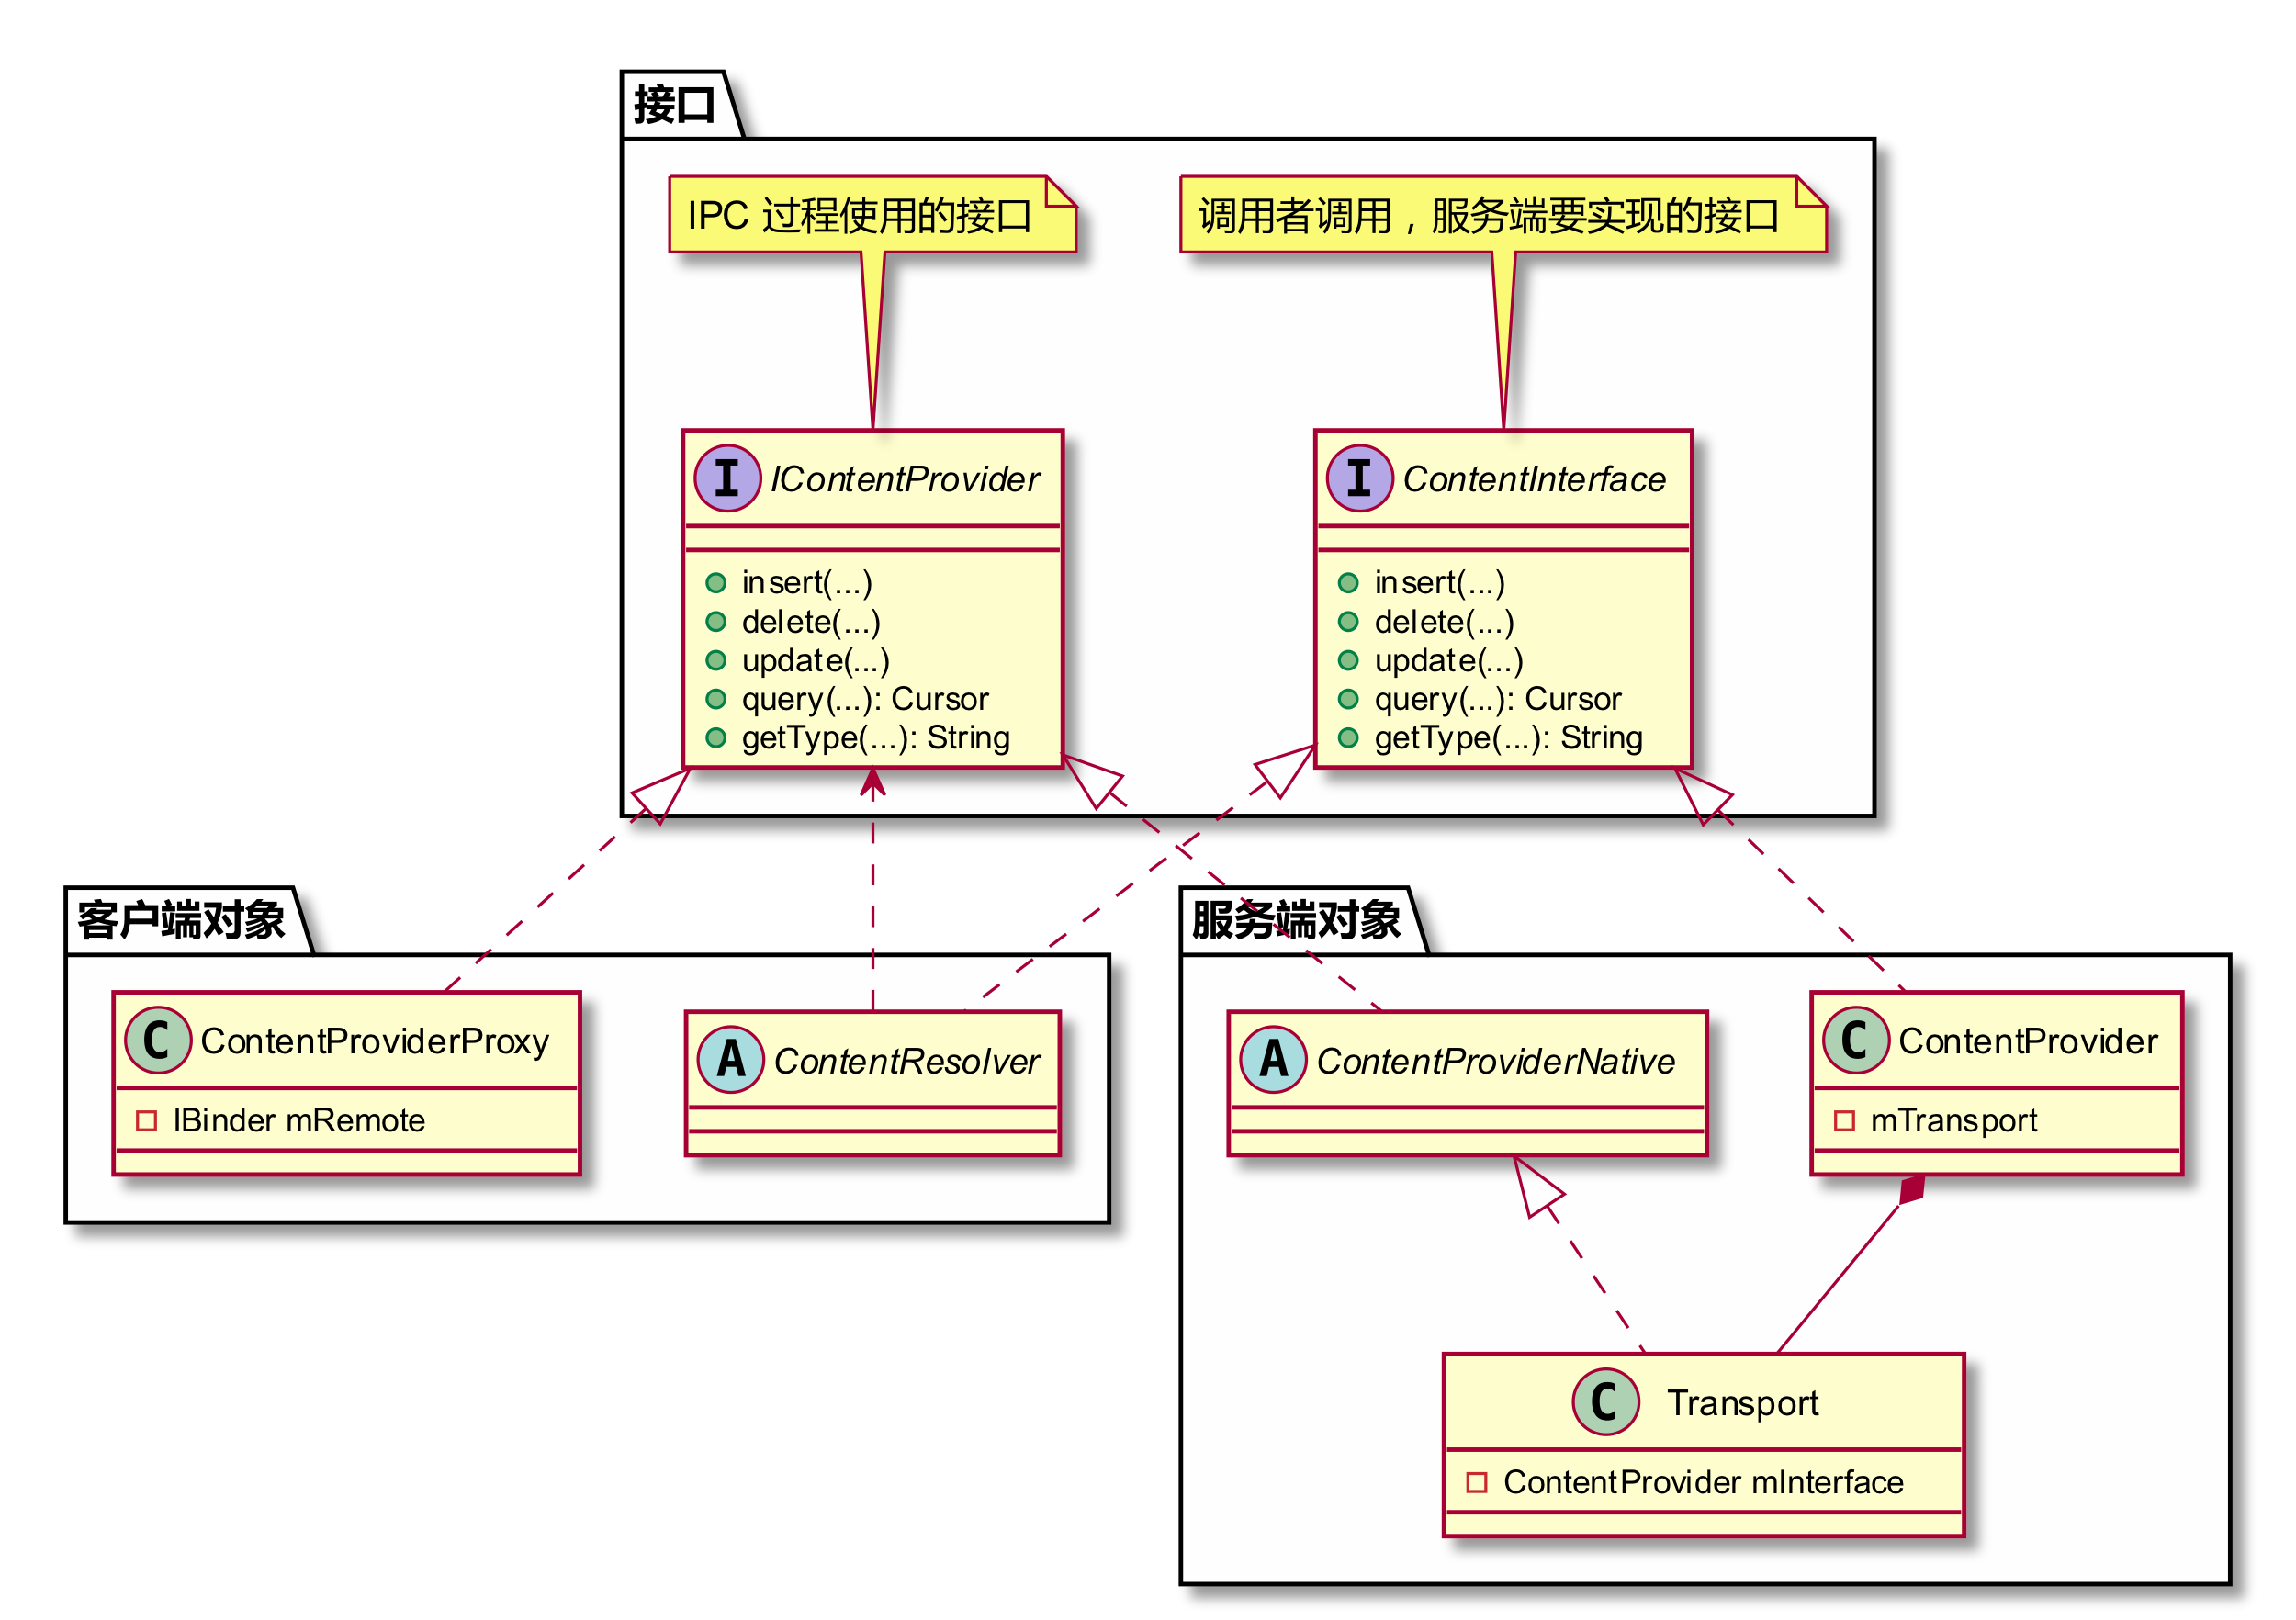 接口
IPC 过程使用的接口
调用者调用，服务端要实现的接口
I IContentProvider
insert(...)
delete(...)
update(...)
query(...): Cursor
getType(...): String
I ContentInterface
insert(...)
delete(...)
update(...)
query(...): Cursor
getType(...): String
客户端对象
C ContentProviderProxy
IBinder mRemote
A ContentResolver
服务端对象
A ContentProviderNative
C ContentProvider
mTransport
C Transport
ContentProvider mInterface